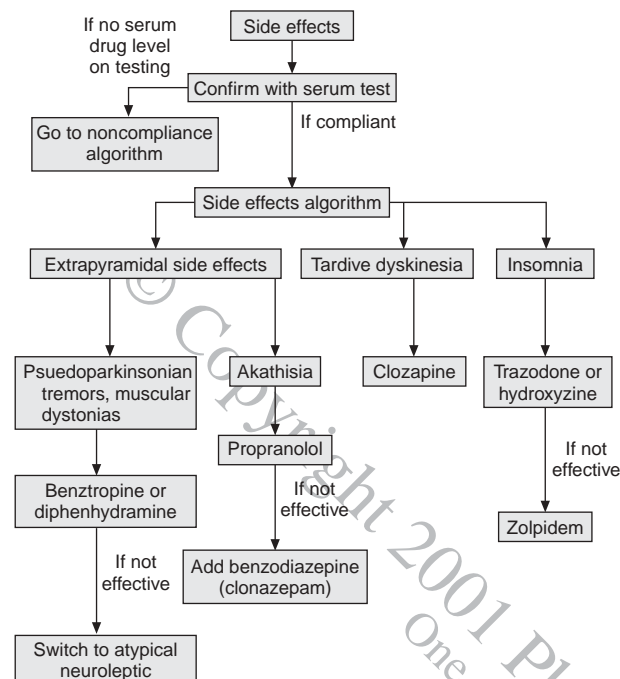 If no serum
drug level
on testing
Side effects
Confirm with serum test
If compliant
Go to noncompliance
algorithm
Side effects algorithm
Extrapyramidal side effects
Tardive dyskinesia
Insomnia
Psuedoparkinsonian
tremors, muscular
dystonias
Akathisia
Clozapine
Trazodone or
hydroxyzine
Propranolol
If not
effective
Benztropine or
diphenhydramine
If not
effective
Zolpidem
Add benzodiazepine
(clonazepam)
If not
effective
Switch to atypical
neuroleptic
© Copyright 2001
One